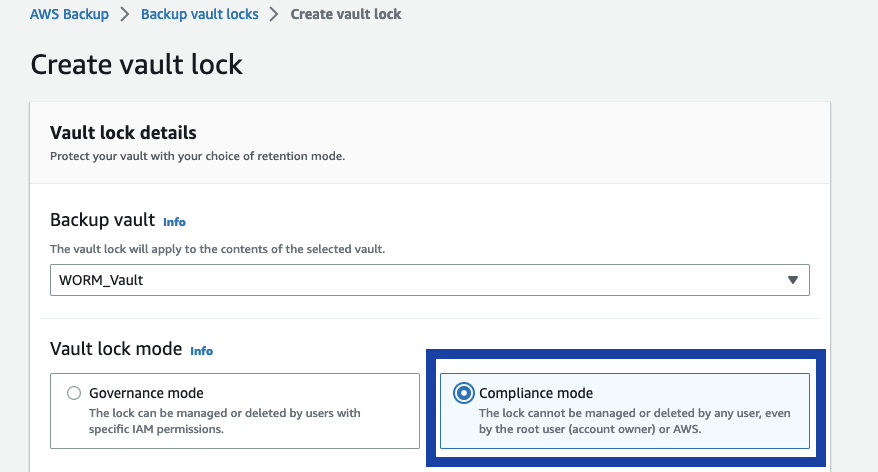 AWS Backup > Backup vault locks > Create vault lock
Create vault lock
Vault lock details
Protect your vault with your choice of retention mode.
Backup vault Info
The vault lock will apply to the contents of the selected vault.
WORM_Vault
Vault lock mode Info
Governance mode
The lock can be managed or deleted by users with
specific IAM permissions.
Compliance mode
The lock cannot be managed or deleted by any user, even
by the root user (account owner) or AWS.